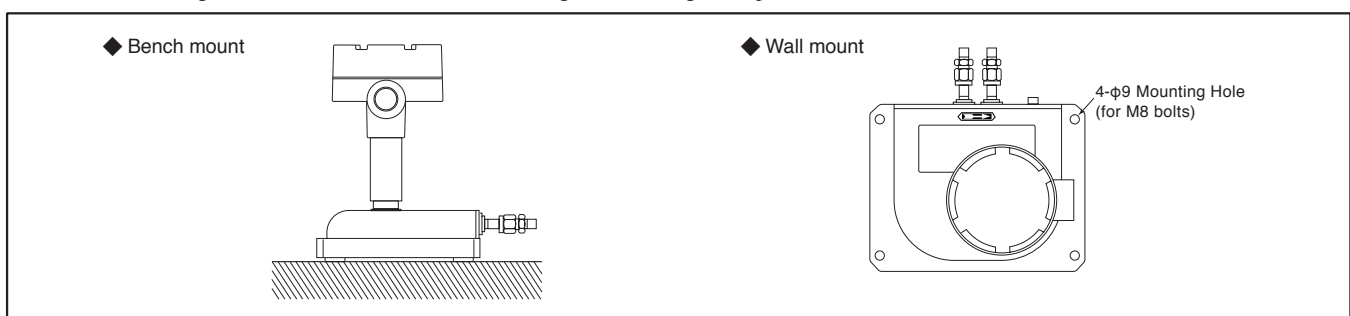 ◆ Bench mount
◆ Wall mount
4-φ9 Mounting Hole
(for M8 bolts)